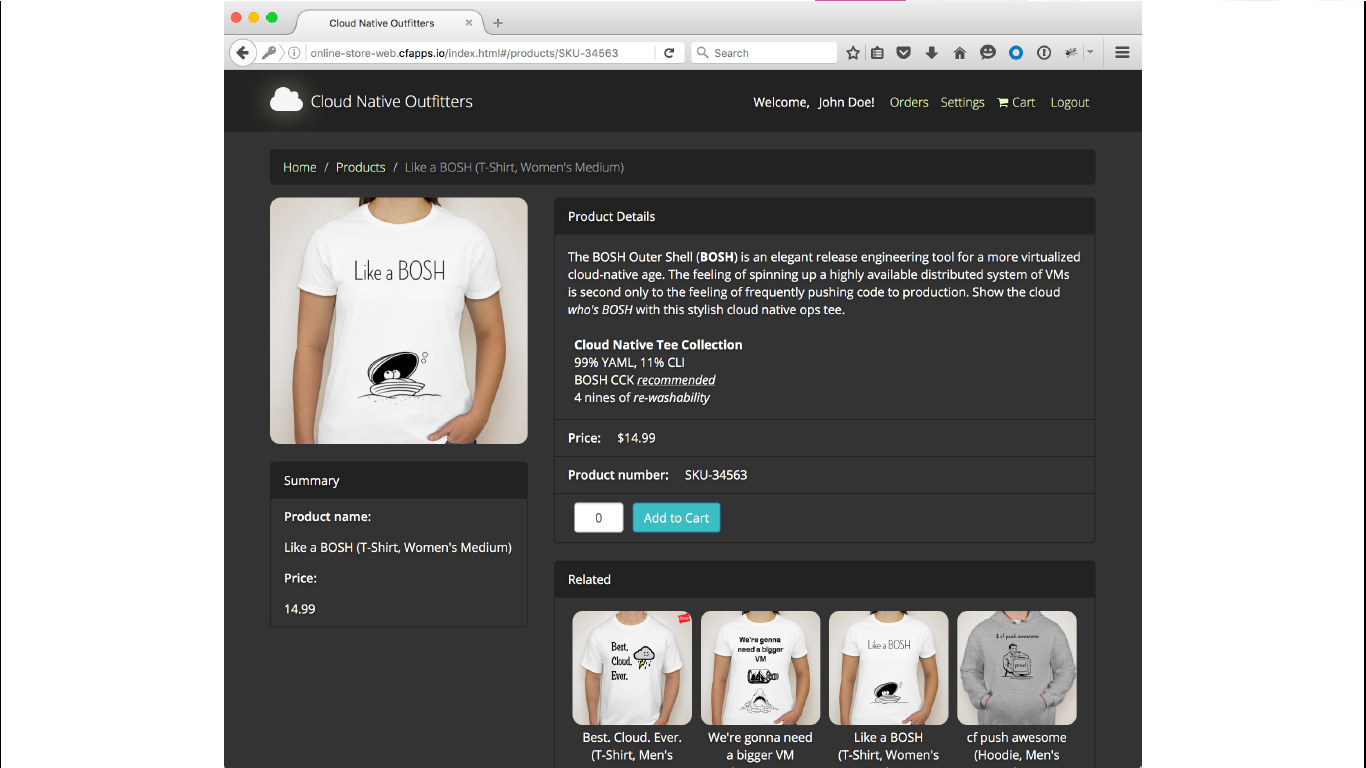 Cloud Native Outfitters
online-store-web.cfapps.io/index.html#/products/SKU-34563
Search
Cloud Native Outfitters
Welcome, John Doe! Orders Settings Cart Logout
Home / Products / Like a BOSH (T-Shirt, Women's Medium)
Like a BOSH
Summary
Product name:
Like a BOSH (T-Shirt, Women's Medium)
Price:
14.99
Product Details
The BOSH Outer Shell (BOSH) is an elegant release engineering tool for a more virtualized
cloud-native age. The feeling of spinning up a highly available distributed system of VMs
is second only to the feeling of frequently pushing code to production. Show the cloud
who's BOSH with this stylish cloud native ops tee.
Cloud Native Tee Collection
99% YAML, 11% CLI
BOSH CCK recommended
4 nines of re-washability
Price: $14.99
Product number: SKU-34563
0 Add to Cart
Related
Best.
Cloud.
Ever.
We're gonna
need a bigger
VM
Like a BOSH
$ cf push awesome
prod
Best. Cloud. Ever.
(T-Shirt, Men's
We're gonna need
a bigger VM
Like a BOSH
(T-Shirt, Women's
cf push awesome
(Hoodie, Men's